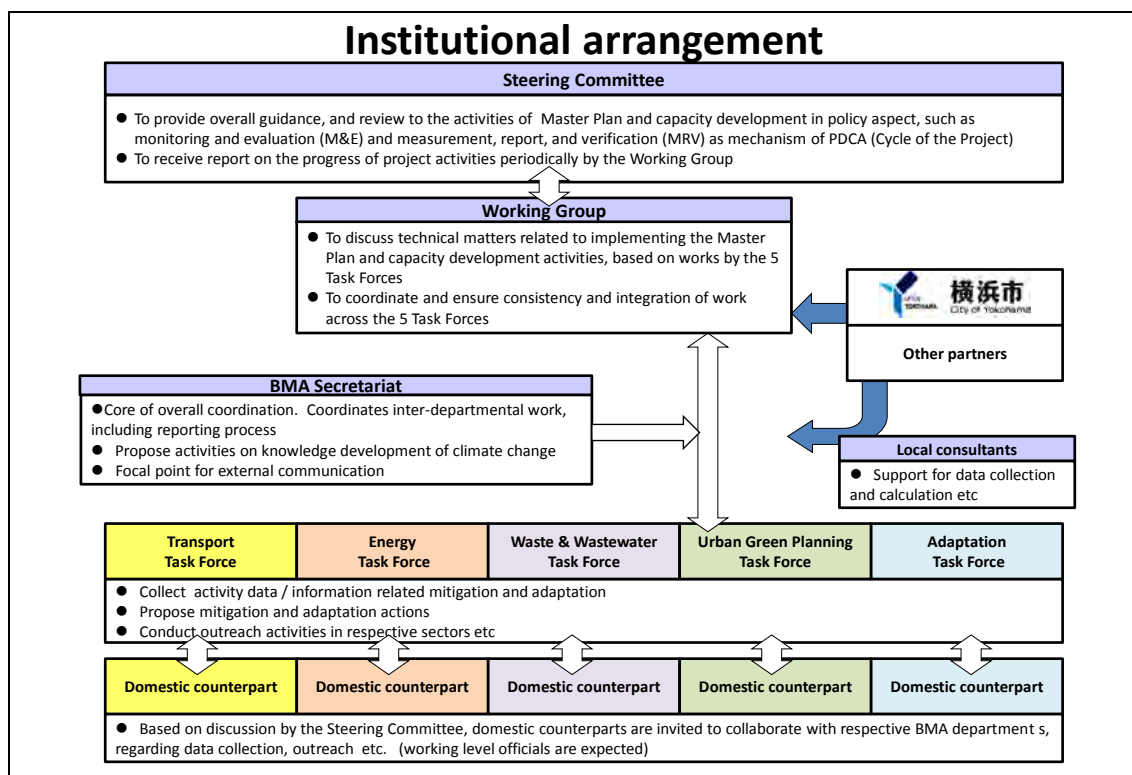 Institutional arrangement
Steering Committee
● To provide overall guidance, and review to the activities of Master Plan and capacity development in policy aspect, such as
monitoring and evaluation (M&E) and measurement, report, and verification (MRV) as mechanism of PDCA (Cycle of the Project)
● To receive report on the progress of project activities periodically by the Working Group
Working Group
● To discuss technical matters related to implementing the Master
Plan and capacity development activities, based on works by the 5
Task Forces
● To coordinate and ensure consistency and integration of work
across the 5 Task Forces
横浜市
City of Yokohama
Other partners
BMA Secretariat
●Core of overall coordination. Coordinates inter-departmental work,
including reporting process
● Propose activities on knowledge development of climate change
● Focal point for external communication
Local consultants
● Support for data collection
and calculation etc
Transport
Task Force
Energy
Task Force
Waste & Wastewater
Task Force
Urban Green Planning
Task Force
Adaptation
Task Force
● Collect activity data / information related mitigation and adaptation
● Propose mitigation and adaptation actions
● Conduct outreach activities in respective sectors etc
Domestic counterpart
Domestic counterpart
Domestic counterpart
Domestic counterpart
Domestic counterpart
● Based on discussion by the Steering Committee, domestic counterparts are invited to collaborate with respective BMA department s,
regarding data collection, outreach etc. (working level officials are expected)